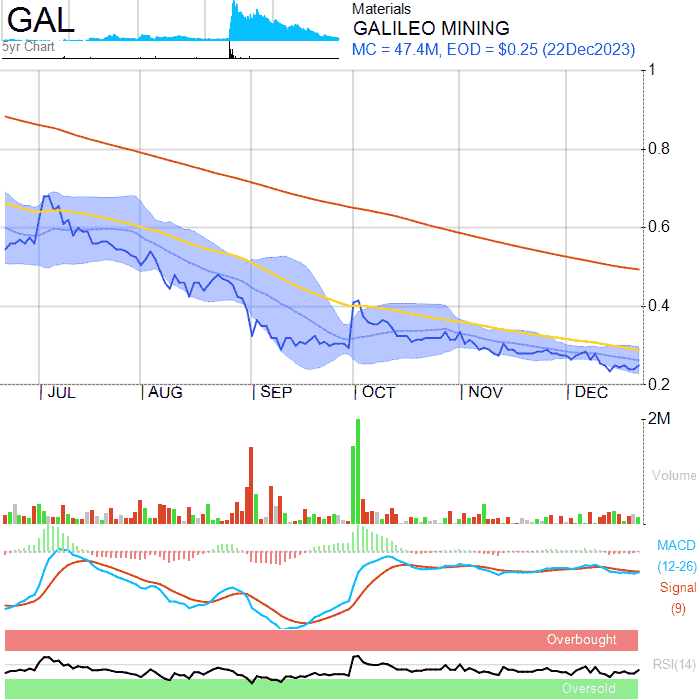 GAL
5yr Chart
Materials
GALILEO MINING
MC = 47.4M, EOD = $0.25 (22Dec2023)
1
0.8
0.6
0.4
0.2
JUL AUG SEP OCT NOV DEC
2M
Volume
MACD
(12-26)
Signal
(9)
Overbought
RSI(14)
Oversold